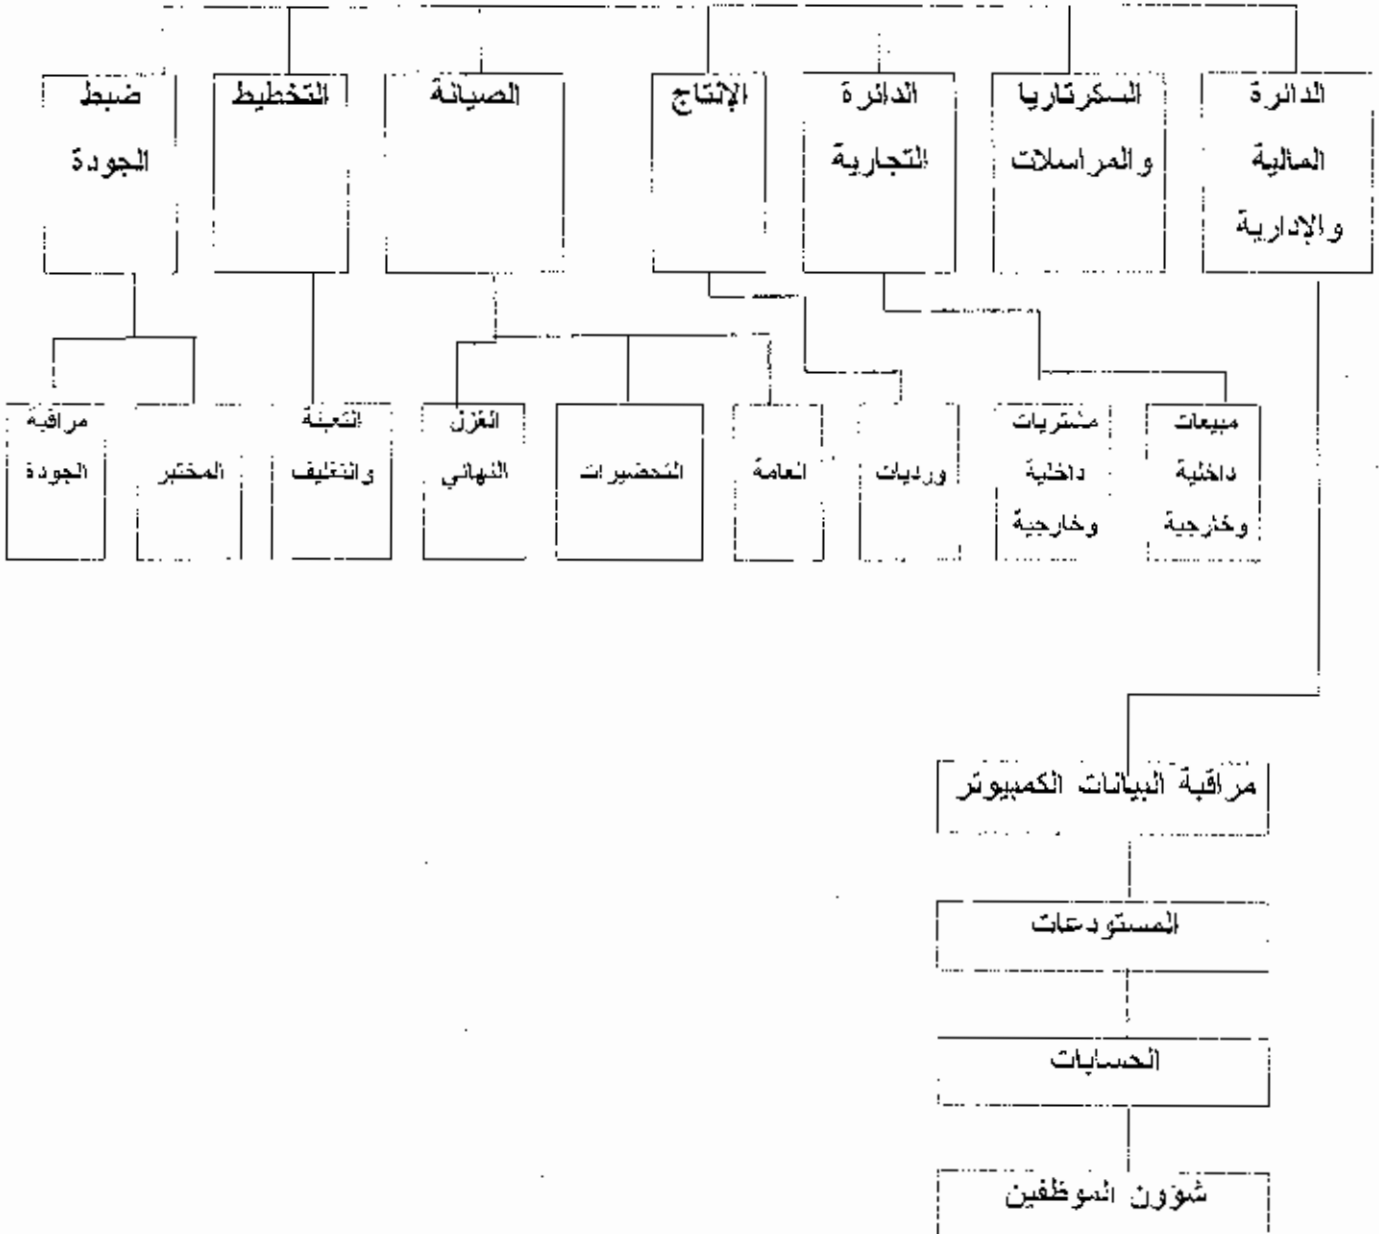 الدائرة
المالية
والإدارية
السكرتاريا
والمراسلات
الدائرة
التجارية
الإنتاج
الصيانة
التخطيط
ضبط
الجودة
مبيعات
داخلية
وخارجية
مشتريات
داخلية
وخارجية
ورديات
العامة
التحضيرات
الغزل
النهائي
التعبئة
والتغليف
المختبر
مراقبة
الجودة
مراقبة البيانات الكمبيوتر
المستودعات
الحسابات
شؤون الموظفين